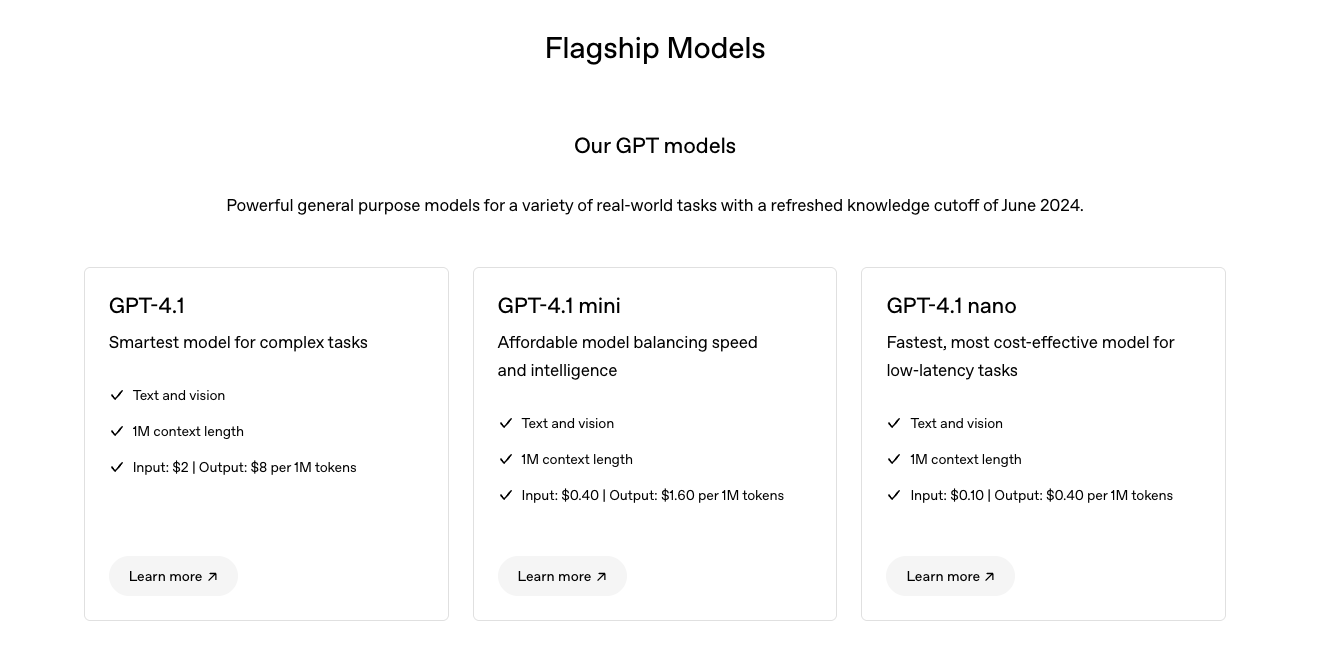 Flagship Models
Our GPT models
Powerful general purpose models for a variety of real-world tasks with a refreshed knowledge cutoff of June 2024.
GPT-4.1
Smartest model for complex tasks
Text and vision
1M context length
Input: $2 | Output: $8 per 1M tokens
Learn more
GPT-4.1 mini
Affordable model balancing speed
and intelligence
Text and vision
1M context length
Input: $0.40 | Output: $1.60 per 1M tokens
Learn more
GPT-4.1 nano
Fastest, most cost-effective model for
low-latency tasks
Text and vision
1M context length
Input: $0.10 | Output: $0.40 per 1M tokens
Learn more